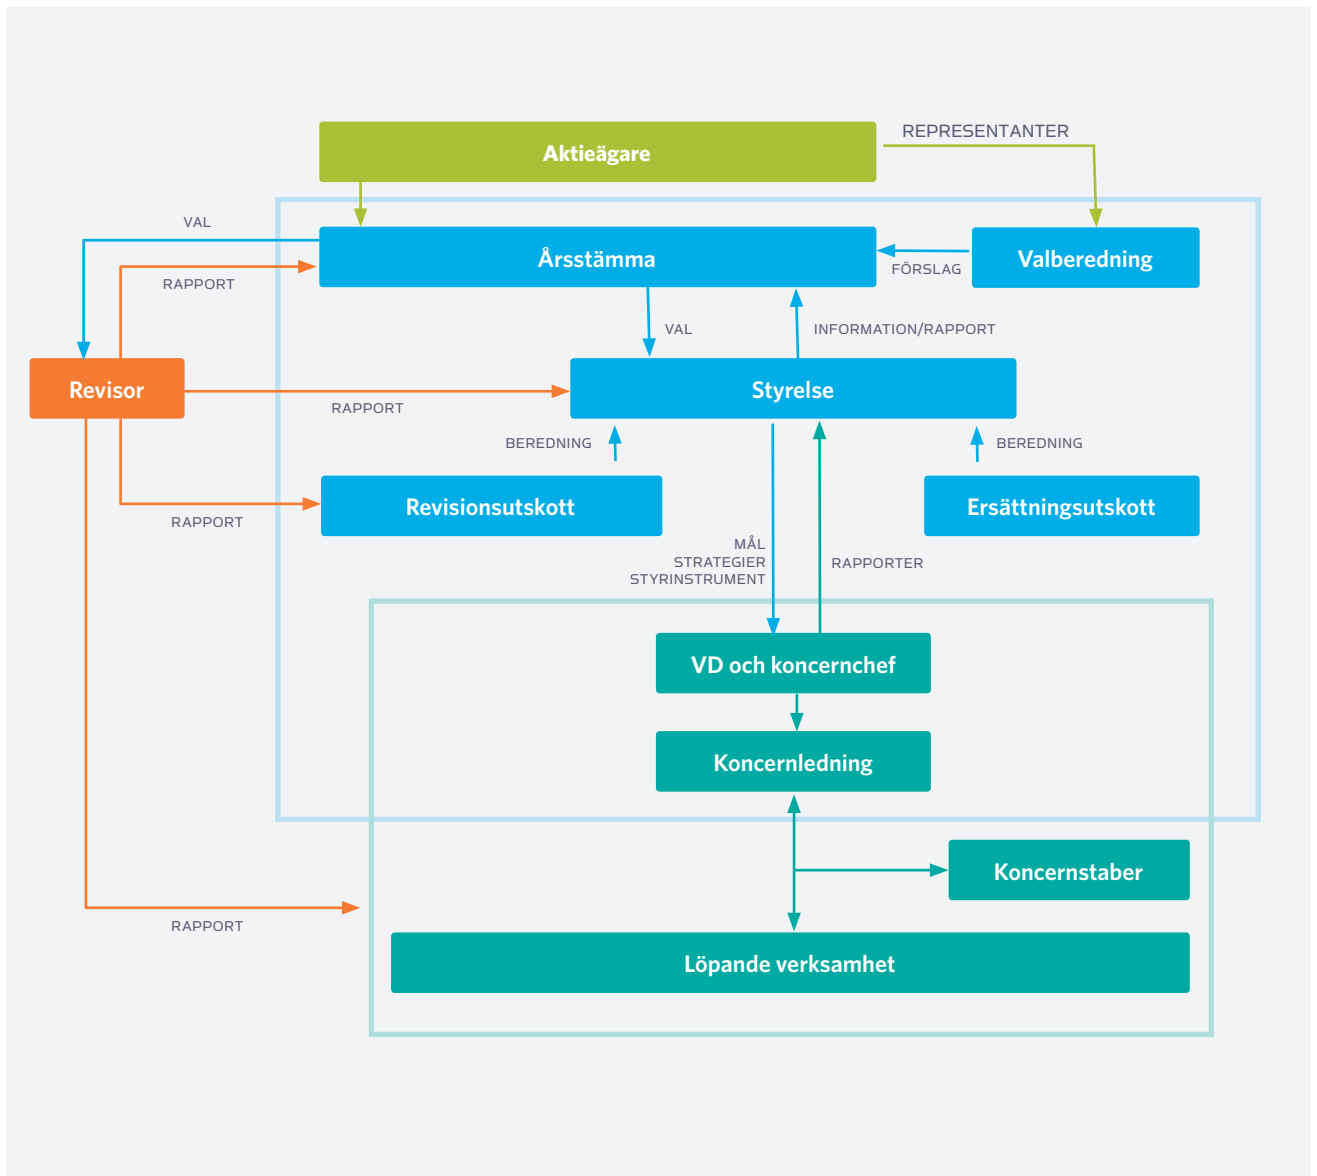 REPRESENTANTER
Aktieägare
VAL
Årsstämma
Valberedning
FÖRSLAG
RAPPORT
VAL
INFORMATION/RAPPORT
Revisor
Styrelse
RAPPORT
BEREDNING
BEREDNING
Revisionsutskott
Ersättningsutskott
RAPPORT
MÅL
STRATEGIER
STYRINSTRUMENT
RAPPORTER
VD och koncernchef
Koncernledning
Koncernstaber
RAPPORT
Löpande verksamhet